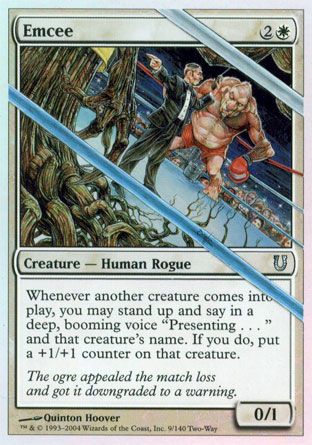 Emcee 2
Creature — Human Rogue
Whenever another creature comes into
play, you may stand up and say in a
deep, booming voice “Presenting . . . ”
and that creature's name. If you do, put
a +1/+1 counter on that creature.
The ogre appealed the match loss
and got it downgraded to a warning.
Quinton Hoover
™ & © 1993–2004 Wizards of the Coast, Inc. 9/140 Two-Way
0/1